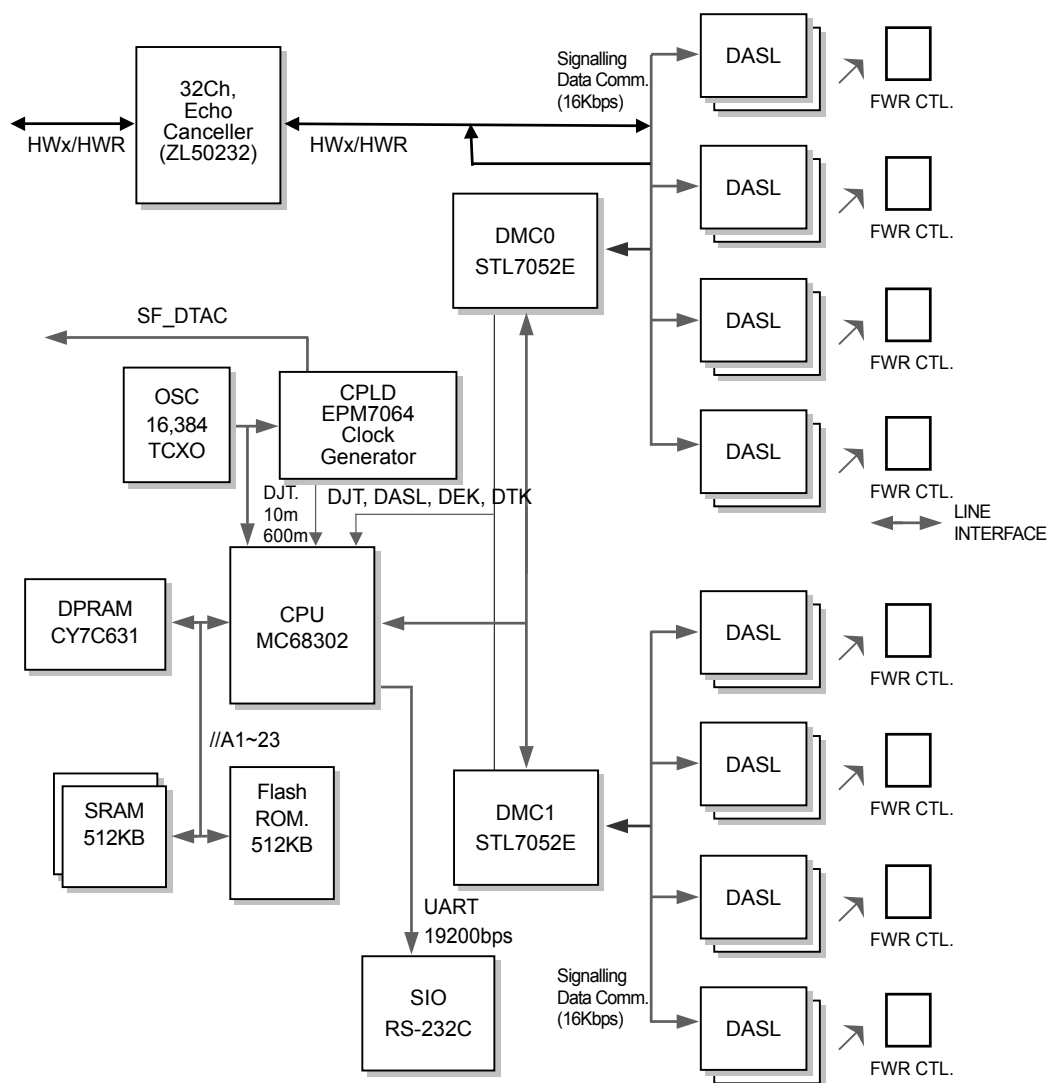 32Ch,
Echo
Canceller
(ZL50232)
HWx/HWR
HWx/HWR
Signalling
Data Comm.
(16Kbps)
DASL
FWR CTL.
DASL
FWR CTL.
DMC0
STL7052E
DASL
FWR CTL.
DASL
FWR CTL.
LINE
INTERFACE
SF_DTAC
OSC
16,384
TCXO
CPLD
EPM7064
Clock
Generator
DJT.
10m
600m
DJT, DASL, DEK, DTK
DPRAM
CY7C631
CPU
MC68302
//A1~23
SRAM
512KB
Flash
ROM.
512KB
DMC1
STL7052E
UART
19200bps
SIO
RS-232C
DASL
FWR CTL.
DASL
FWR CTL.
DASL
FWR CTL.
Signalling
Data Comm.
(16Kbps)
DASL
FWR CTL.